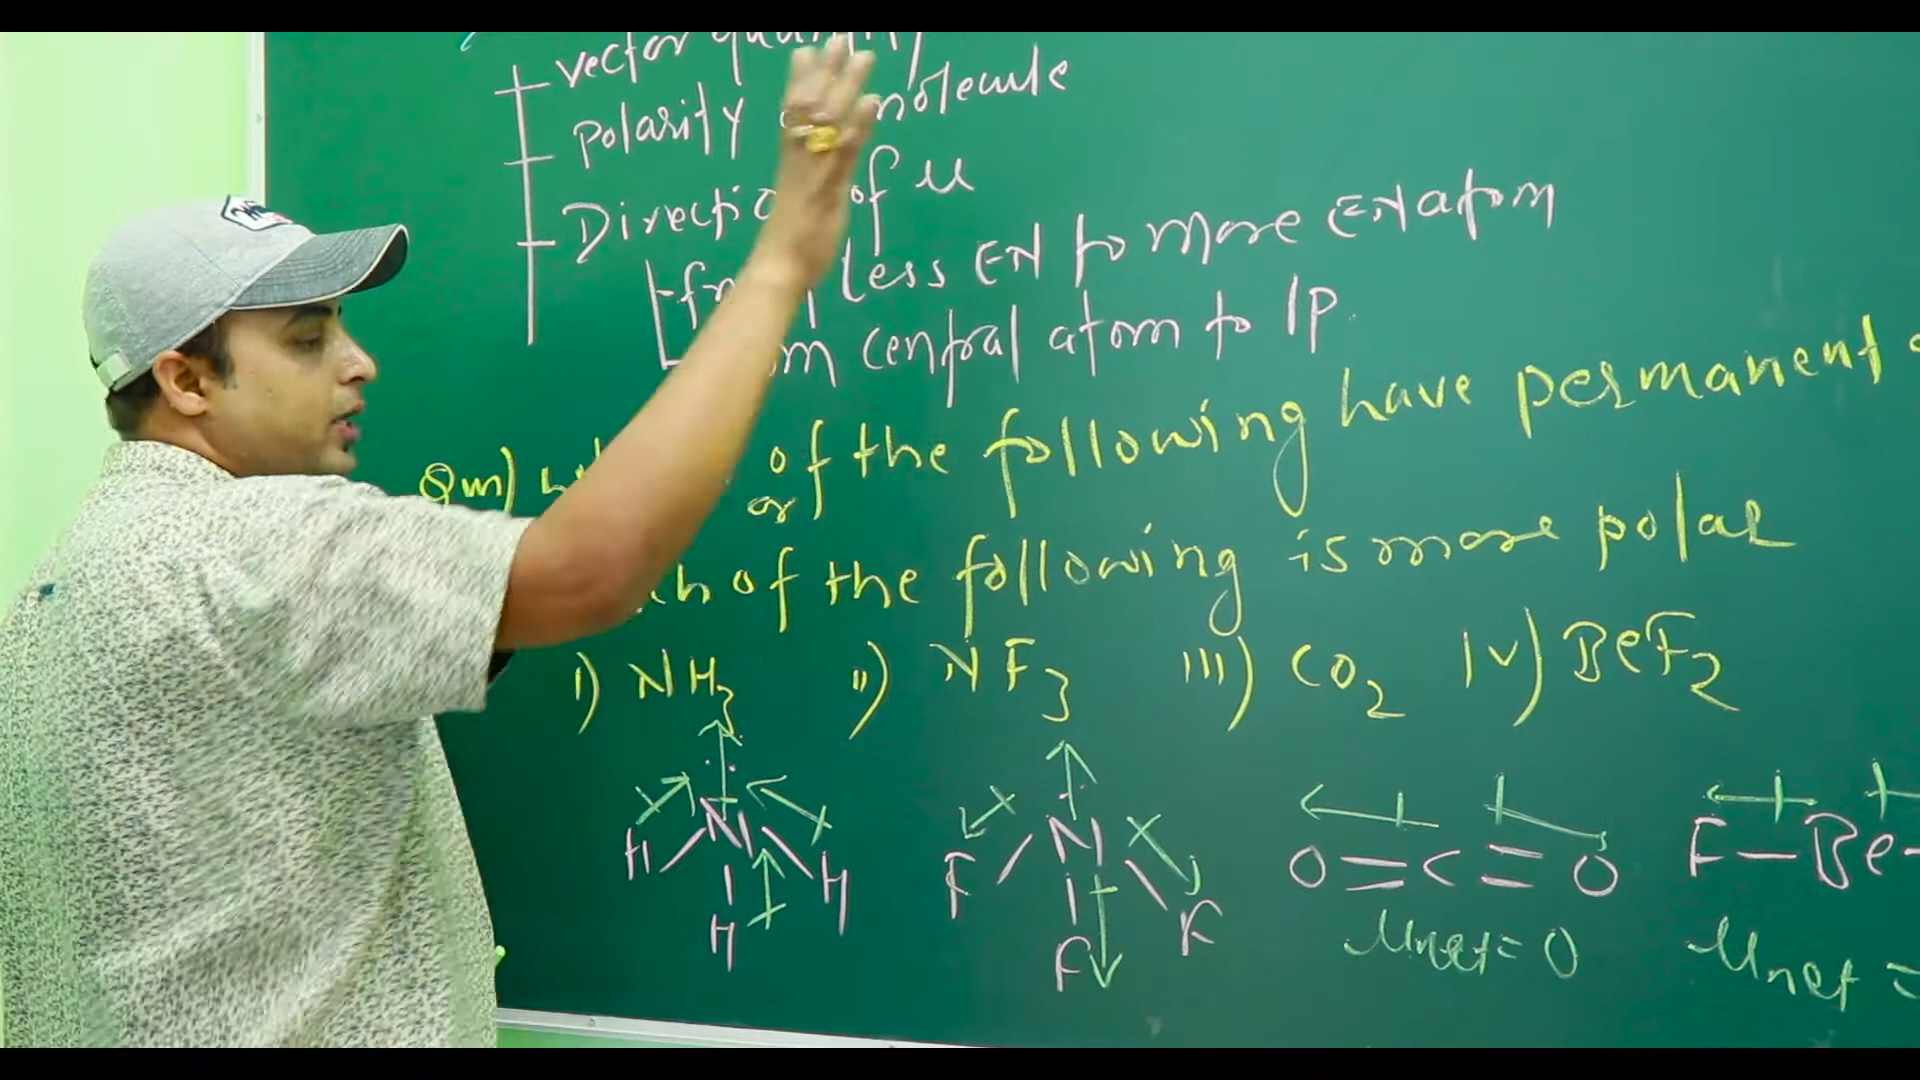 vector quantity
Polarity molecule
Direction of μ
less EN to more EN atom
central atom to lp
Qun) of the following have permanent
or
of the following is more polar
i) NH3 ii) NF3 iii) CO2 iv) BeF2
H N H F N F O=C=O F-Be-
H F
μnet=0 μnet=